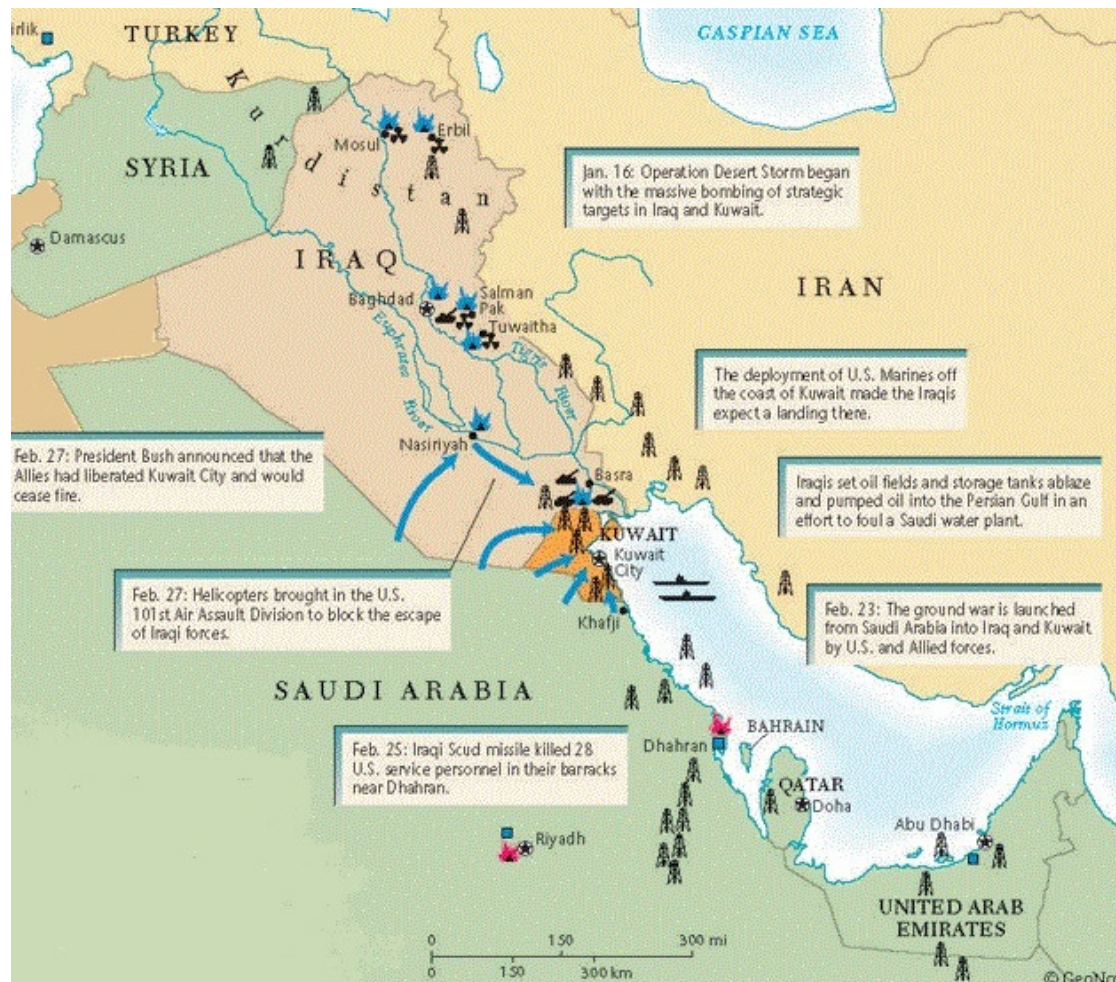 irlik
TURKEY
CASPIAN SEA
Kurdistan
Mosul
Erbil
SYRIA
Jan. 16: Operation Desert Storm began
with the massive bombing of strategic
targets in Iraq and Kuwait.
Damascus
IRAQ
IRAN
Baghdad
Salman
Pak
Tuwaitha
Euphrates
River
Tigris
River
The deployment of U.S. Marines off
the coast of Kuwait made the Iraqis
expect a landing there.
Nasiriyah
Feb. 27: President Bush announced that the
Allies had liberated Kuwait City and would
cease fire.
Basra
Iraqis set oil fields and storage tanks ablaze
and pumped oil into the Persian Gulf in an
effort to foul a Saudi water plant.
KUWAIT
Kuwait
City
Feb. 27: Helicopters brought in the U.S.
101st Air Assault Division to block the escape
of Iraqi forces.
Khafji
Feb. 23: The ground war is launched
from Saudi Arabia into Iraq and Kuwait
by U.S. and Allied forces.
SAUDI ARABIA
Strait of
Hormuz
Feb. 25: Iraqi Scud missile killed 28
U.S. service personnel in their barracks
near Dhahran.
Dhahran
BAHRAIN
QATAR
Doha
Abu Dhabi
Riyadh
UNITED ARAB
EMIRATES
0 150 300 mi
0 150 300 km
© GeoNo